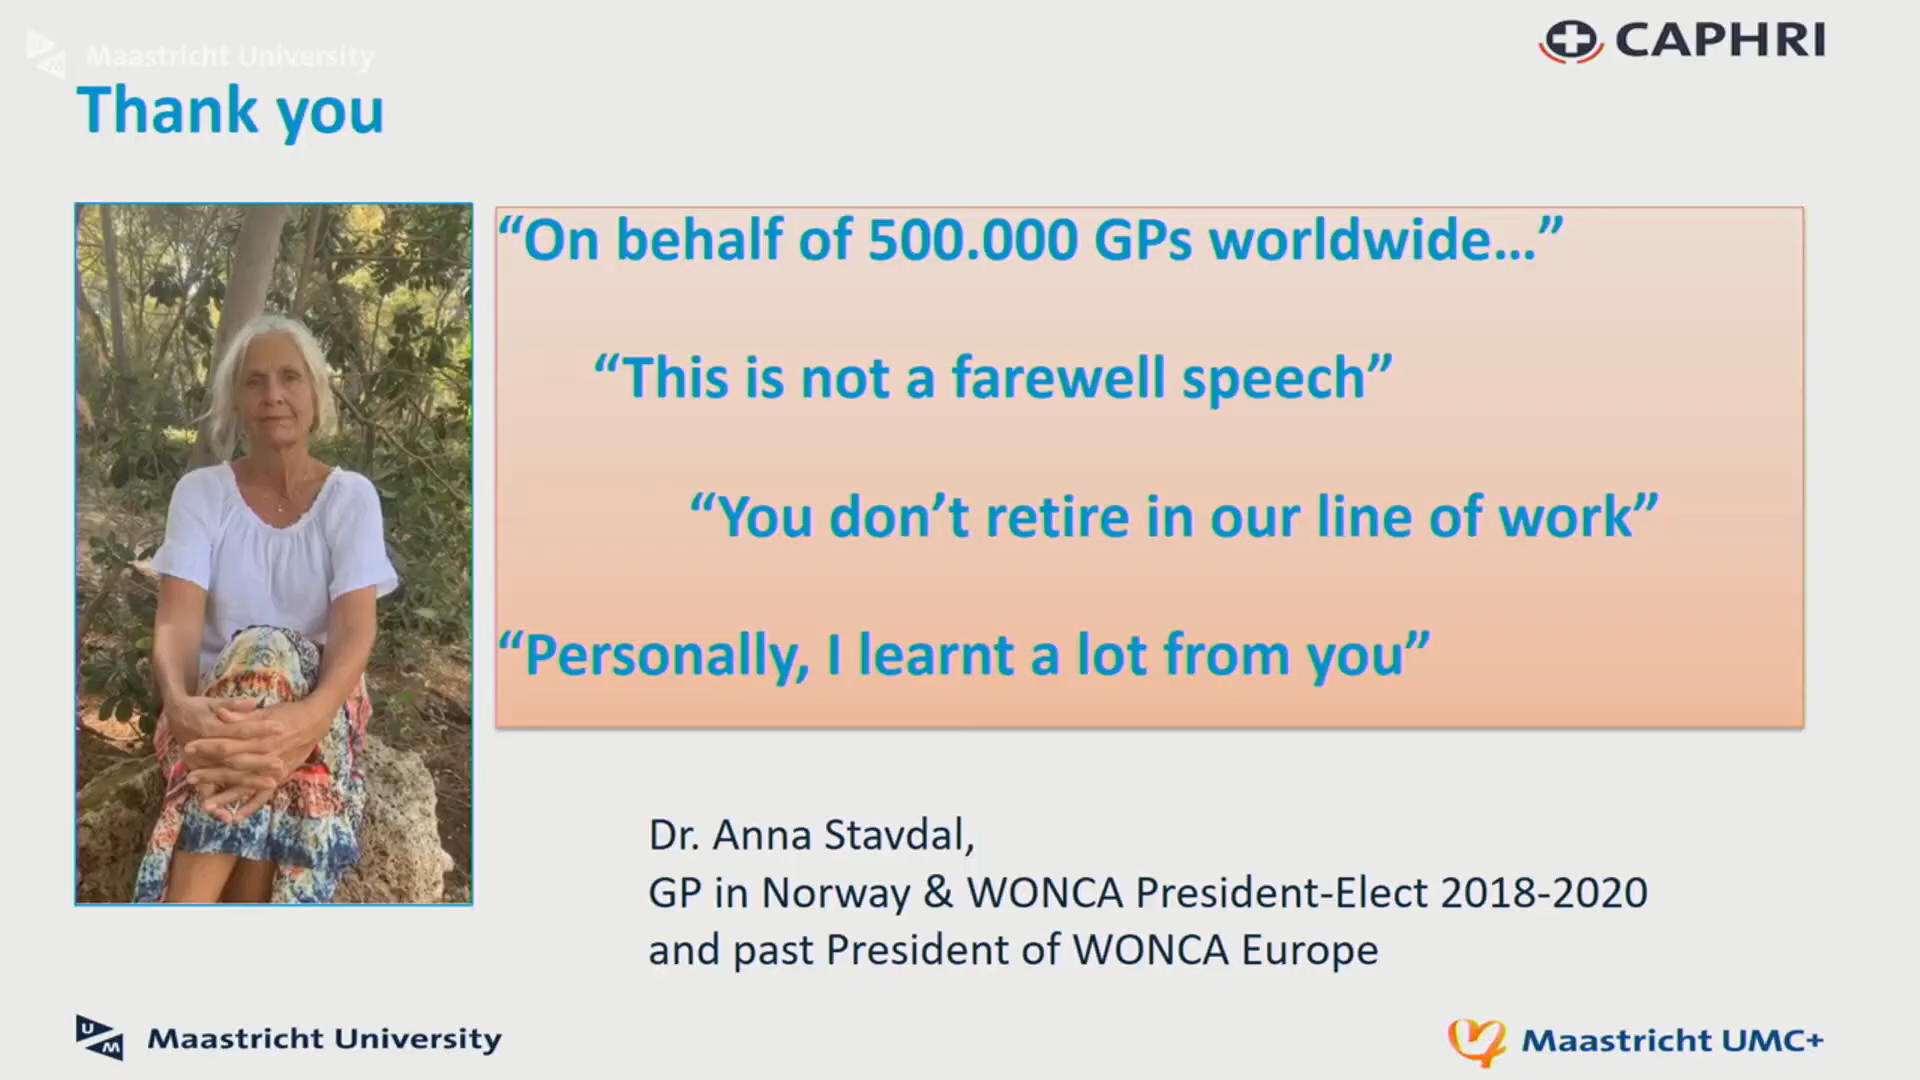 Maastricht University
CAPHRI
Thank you
“On behalf of 500.000 GPs worldwide...”
“This is not a farewell speech”
“You don’t retire in our line of work”
“Personally, I learnt a lot from you”
Dr. Anna Stavdal,
GP in Norway & WONCA President-Elect 2018-2020
and past President of WONCA Europe
UM Maastricht University
Maastricht UMC+